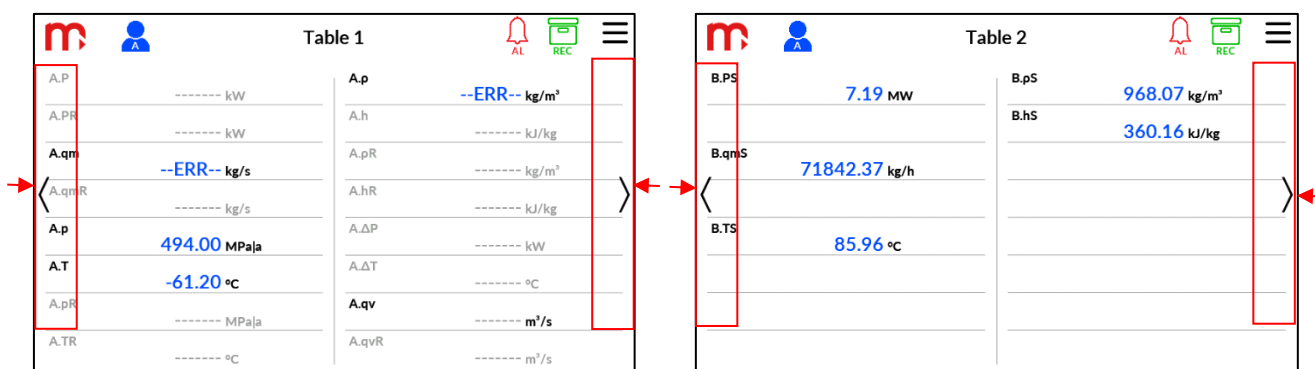 A
Table 1
AL
REC
A.P
------- kW
A.PR
------- kW
A.qm
--ERR-- kg/s
A.qmR
------- kg/s
A.p
494.00 MPa|a
A.T
-61.20 °C
A.pR
------- MPa|a
A.TR
------- °C
A.ρ
--ERR-- kg/m³
A.h
------- kJ/kg
A.ρR
------- kg/m³
A.hR
------- kJ/kg
A.ΔP
------- kW
A.ΔT
------- °C
A.qv
------- m³/s
A.qvR
------- m³/s
A
Table 2
AL
REC
B.PS
7.19 MW
B.qmS
71842.37 kg/h
B.TS
85.96 °C
B.ρS
968.07 kg/m³
B.hS
360.16 kJ/kg